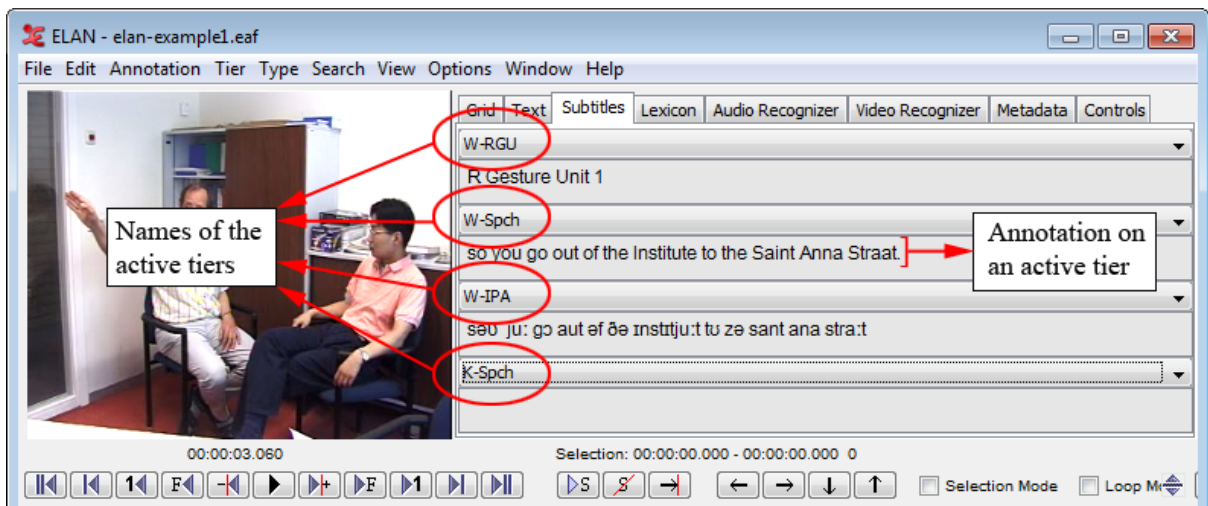 ELAN - elan-example1.eaf
File Edit Annotation Tier Type Search View Options Window Help
Grid Text Subtitles Lexicon Audio Recognizer Video Recognizer Metadata Controls
W-RGU
R Gesture Unit 1
W-Spch
so you go out of the Institute to the Saint Anna Straat.
W-IPA
səʊ juː gɔ aut əf ðə ɪnstɪtjuːt tʊ zə sant ana straːt
K-Spch
Names of the
active tiers
Annotation on
an active tier
00:00:03.060
Selection: 00:00:00.000 - 00:00:00.000 0
1 F F 1 S S Selection Mode Loop